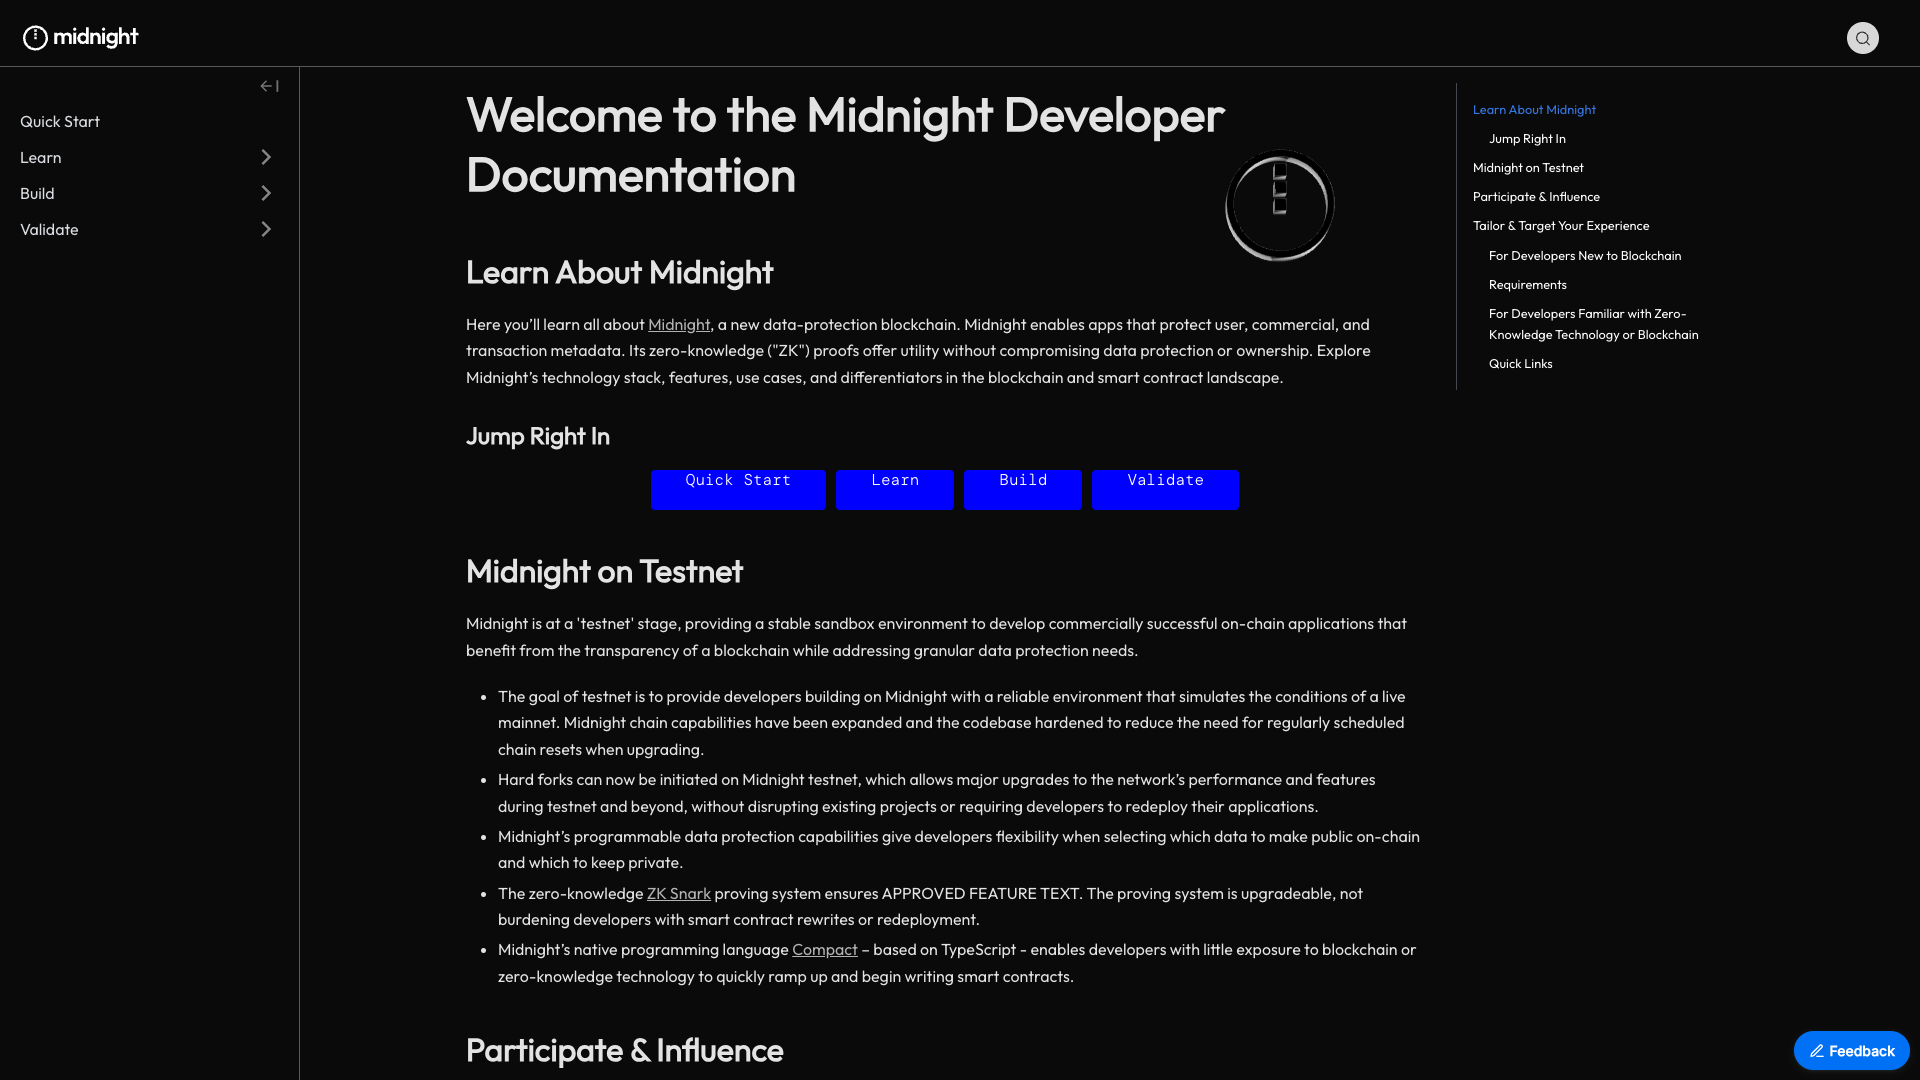 midnight
Quick Start
Learn
Build
Validate
Welcome to the Midnight Developer
Documentation
Learn About Midnight
Here you’ll learn all about Midnight, a new data-protection blockchain. Midnight enables apps that protect user, commercial, and
transaction metadata. Its zero-knowledge ("ZK") proofs offer utility without compromising data protection or ownership. Explore
Midnight’s technology stack, features, use cases, and differentiators in the blockchain and smart contract landscape.
Jump Right In
Quick Start Learn Build Validate
Midnight on Testnet
Midnight is at a 'testnet' stage, providing a stable sandbox environment to develop commercially successful on-chain applications that
benefit from the transparency of a blockchain while addressing granular data protection needs.
• The goal of testnet is to provide developers building on Midnight with a reliable environment that simulates the conditions of a live
mainnet. Midnight chain capabilities have been expanded and the codebase hardened to reduce the need for regularly scheduled
chain resets when upgrading.
• Hard forks can now be initiated on Midnight testnet, which allows major upgrades to the network’s performance and features
during testnet and beyond, without disrupting existing projects or requiring developers to redeploy their applications.
• Midnight’s programmable data protection capabilities give developers flexibility when selecting which data to make public on-chain
and which to keep private.
• The zero-knowledge ZK Snark proving system ensures APPROVED FEATURE TEXT. The proving system is upgradeable, not
burdening developers with smart contract rewrites or redeployment.
• Midnight’s native programming language Compact – based on TypeScript - enables developers with little exposure to blockchain or
zero-knowledge technology to quickly ramp up and begin writing smart contracts.
Participate & Influence
Learn About Midnight
Jump Right In
Midnight on Testnet
Participate & Influence
Tailor & Target Your Experience
For Developers New to Blockchain
Requirements
For Developers Familiar with Zero-
Knowledge Technology or Blockchain
Quick Links
Feedback